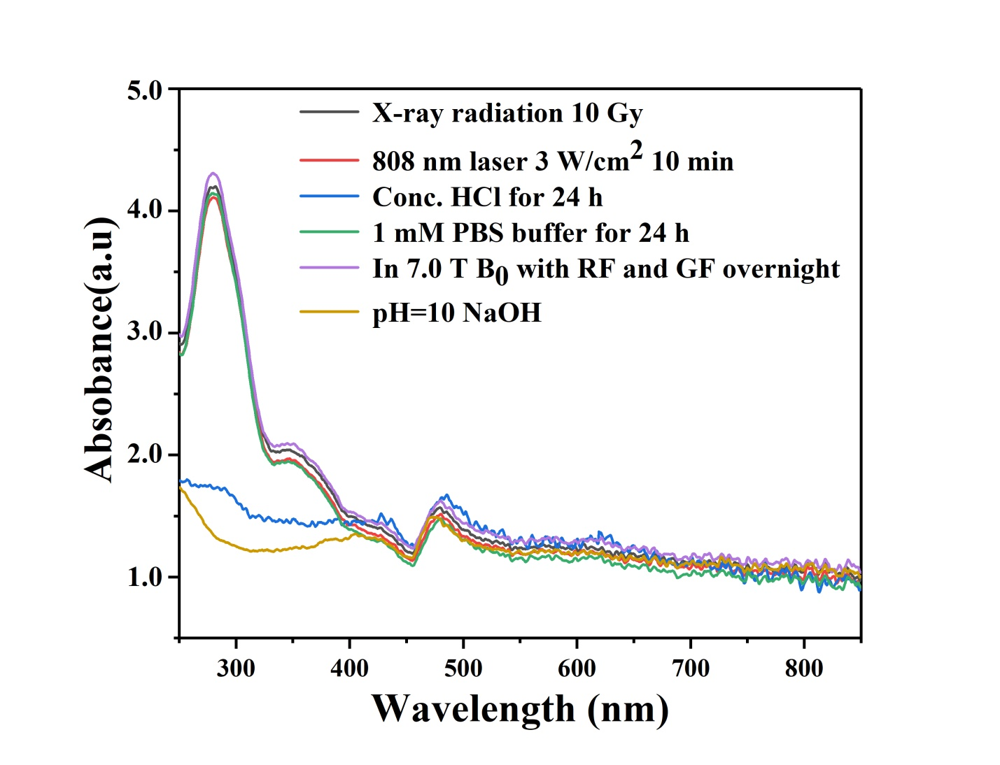 5.0
4.0
3.0
2.0
1.0
Absobance(a.u)
X-ray radiation 10 Gy
808 nm laser 3 W/cm2 10 min
Conc. HCl for 24 h
1 mM PBS buffer for 24 h
In 7.0 T B0 with RF and GF overnight
pH=10 NaOH
300 400 500 600 700 800
Wavelength (nm)